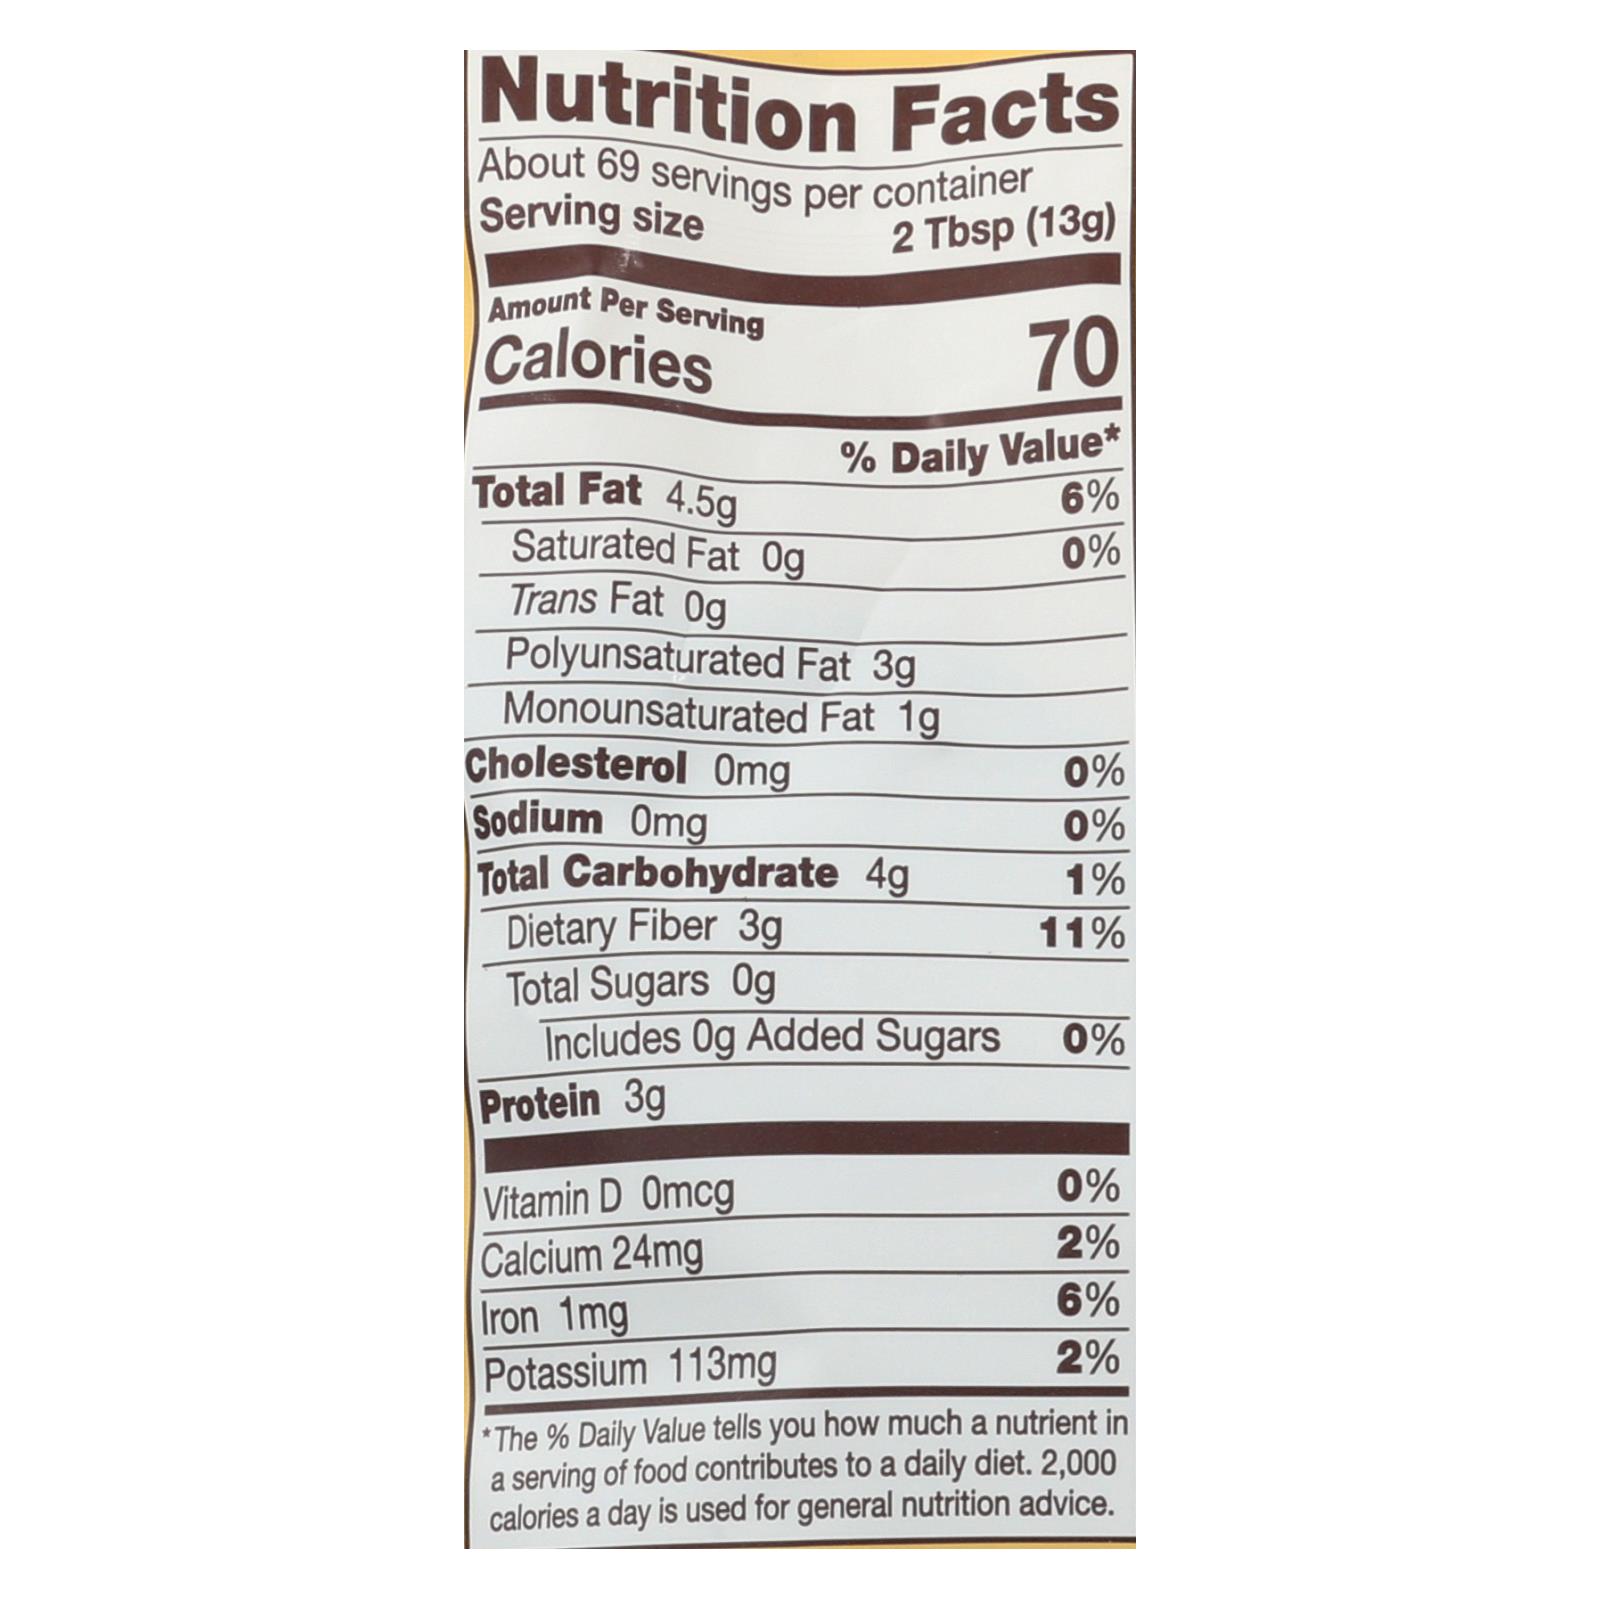 Nutrition Facts
About 69 servings per container
Serving size 2 Tbsp (13g)
Amount Per Serving
Calories 70
% Daily Value*
Total Fat 4.5g 6%
Saturated Fat 0g 0%
Trans Fat 0g
Polyunsaturated Fat 3g
Monounsaturated Fat 1g
Cholesterol 0mg 0%
Sodium 0mg 0%
Total Carbohydrate 4g 1%
Dietary Fiber 3g 11%
Total Sugars 0g
Includes 0g Added Sugars 0%
Protein 3g
Vitamin D 0mcg 0%
Calcium 24mg 2%
Iron 1mg 6%
Potassium 113mg 2%
*The % Daily Value tells you how much a nutrient in
a serving of food contributes to a daily diet. 2,000
calories a day is used for general nutrition advice.